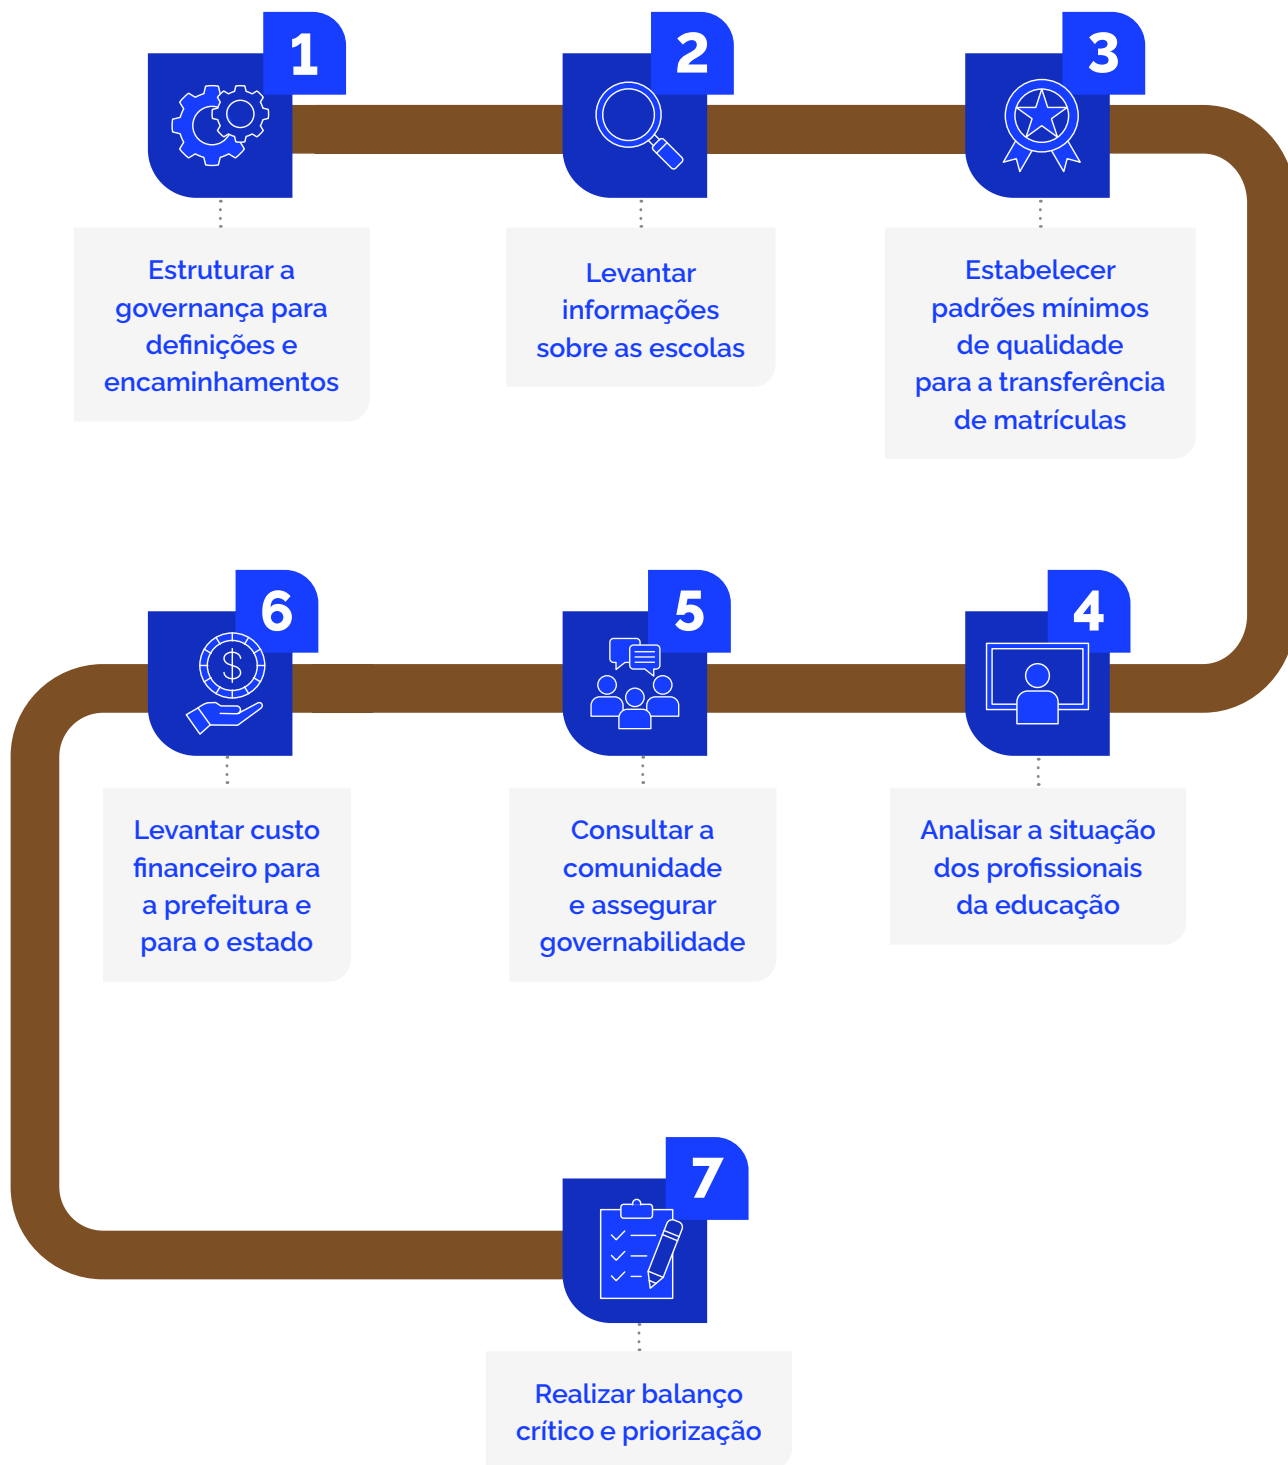 1
Estruturar a
governança para
definições e
encaminhamentos
2
Levantar
informações
sobre as escolas
3
Estabelecer
padrões mínimos
de qualidade
para a transferência
de matrículas
4
Analisar a situação
dos profissionais
da educação
5
Consultar a
comunidade
e assegurar
governabilidade
6
$
Levantar custo
financeiro para
a prefeitura e
para o estado
7
Realizar balanço
crítico e priorização